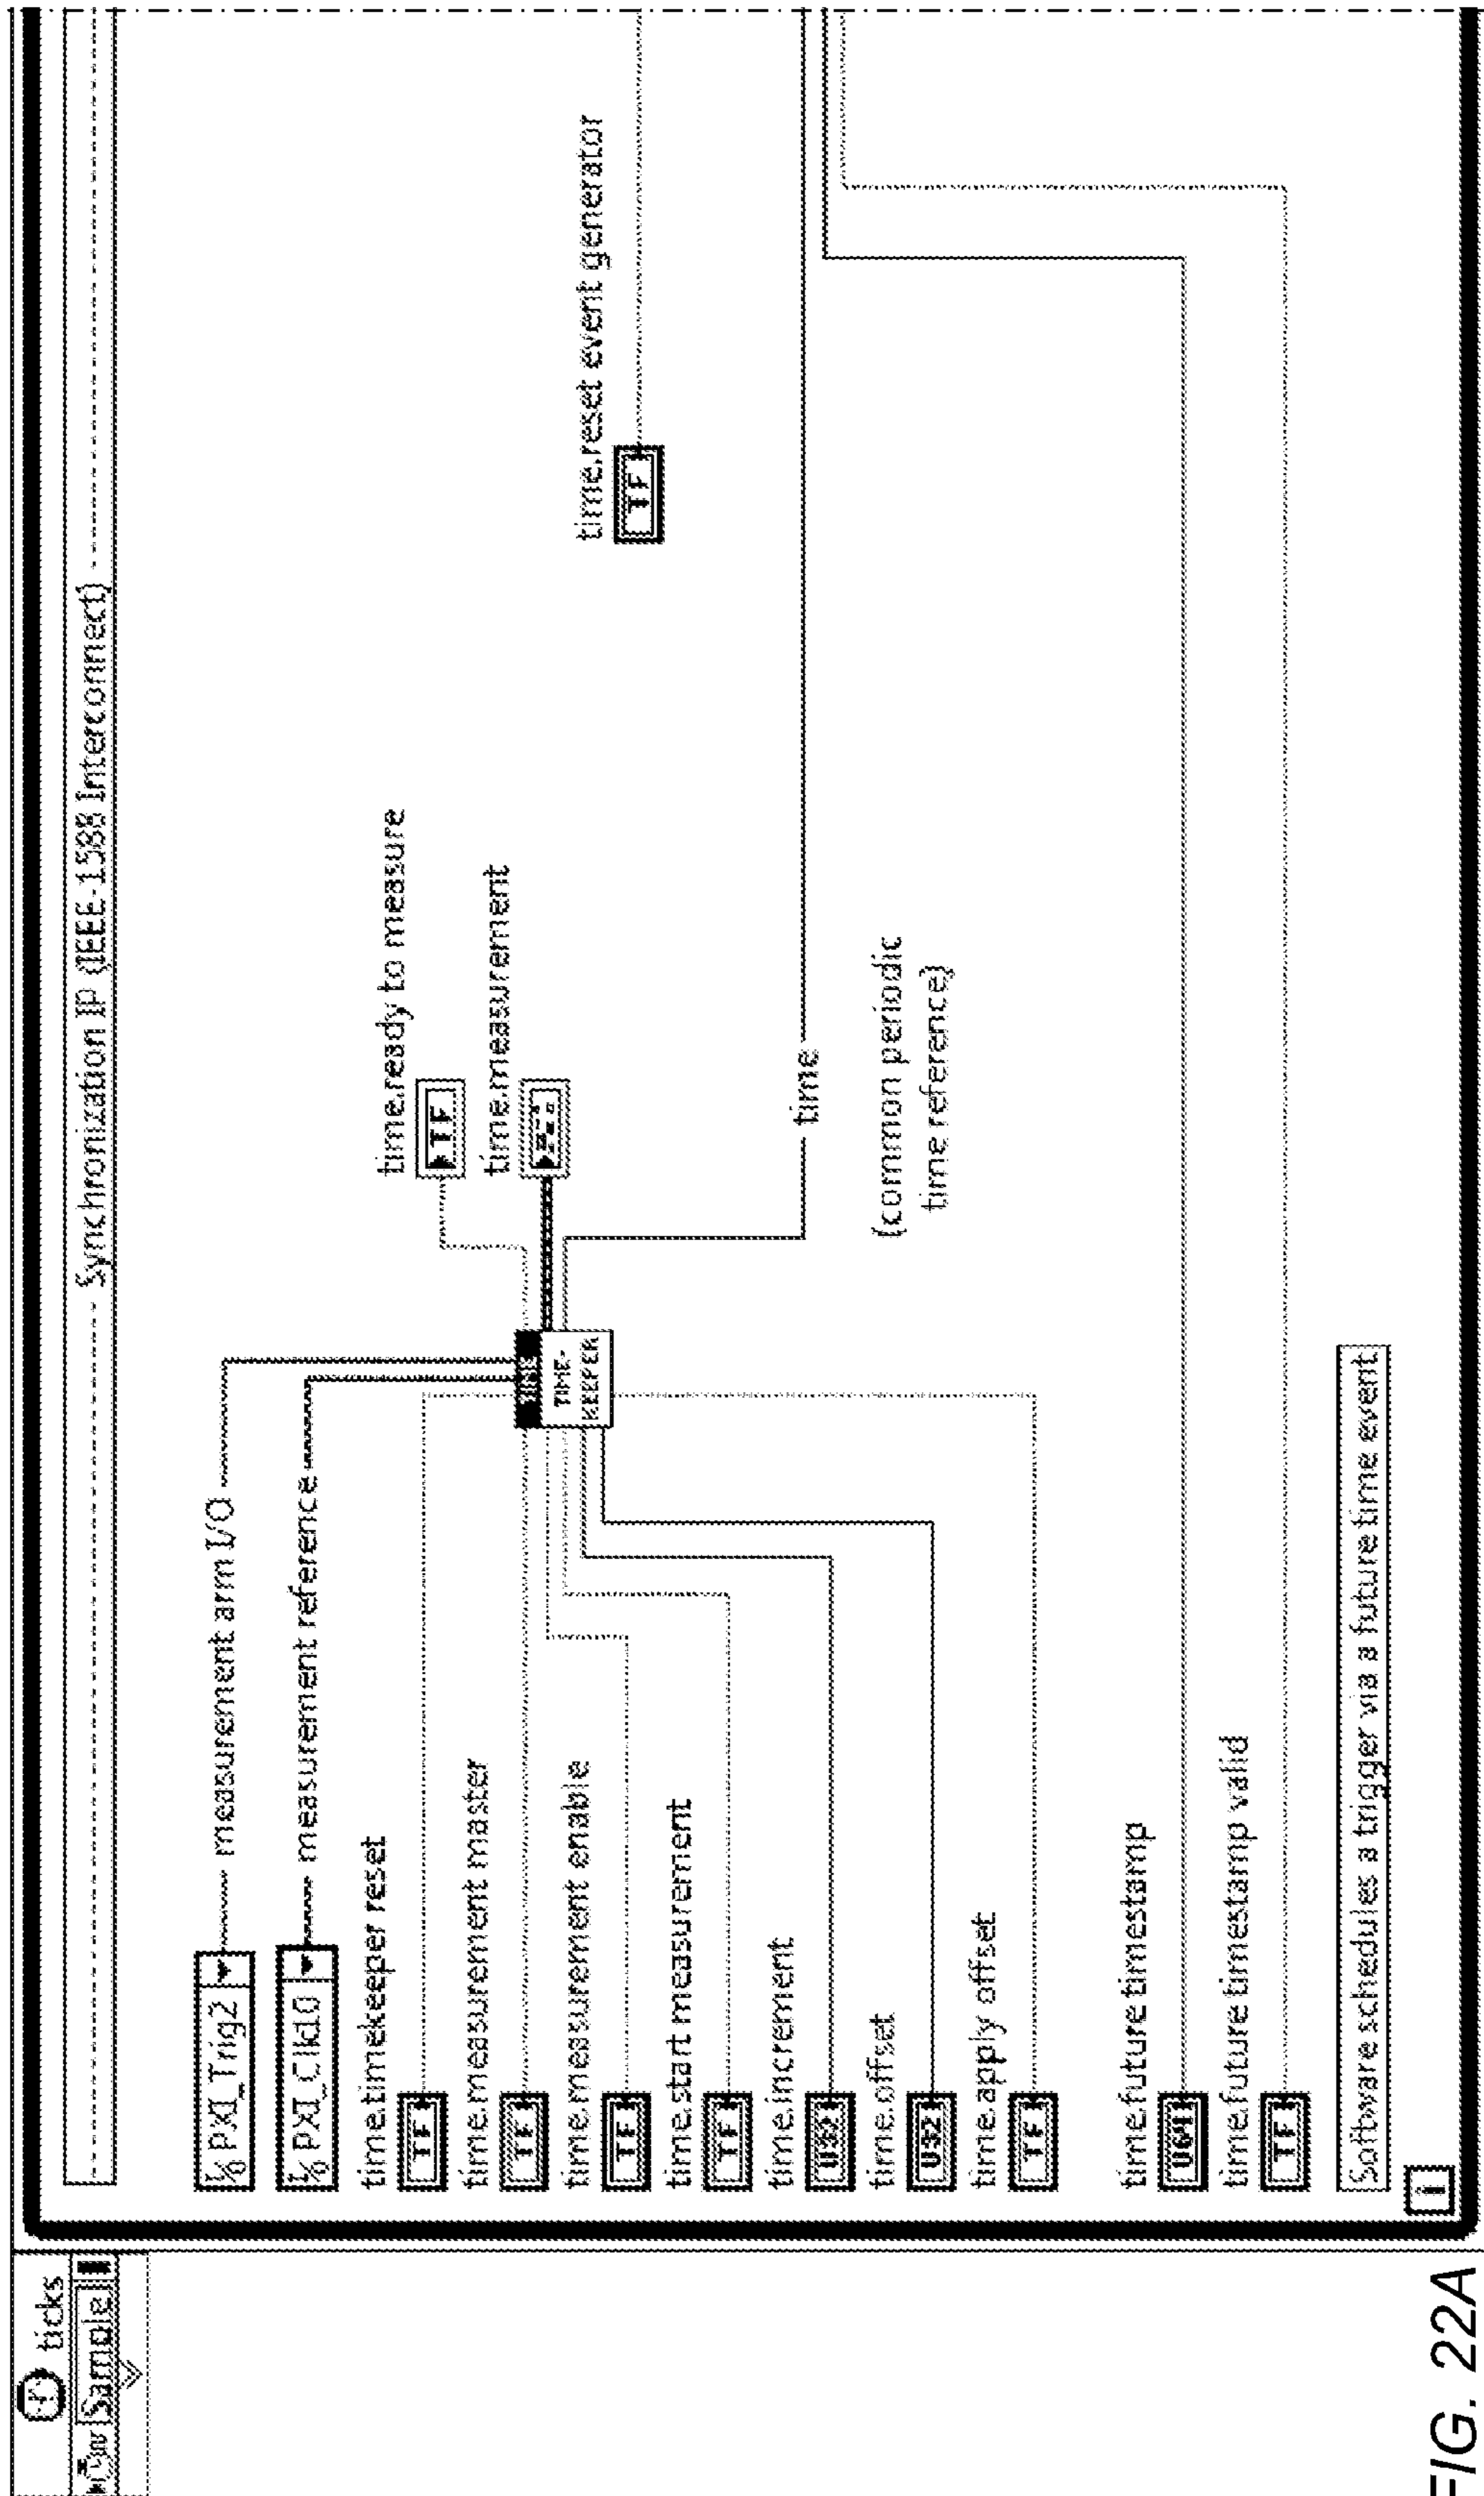 ticks
Sample
Synchronization IP (IEEE-1588 Interconnect)
I/O PXI_Trig2
measurement arm I/O
I/O PXI_Clk10
measurement reference
time.timekeeper reset
TF
time.measurement master
TF
time.measurement enable
TF
time.start measurement
TF
time.increment
U32
time.offset
U32
time.apply offset
TF
TIME-
KEEPER
time.ready to measure
TF
time.measurement
time
(common periodic
time reference)
time.reset event generator
TF
time.future timestamp
U64
time.future timestamp valid
TF
Software schedules a trigger via a future time event
i
FIG. 22A